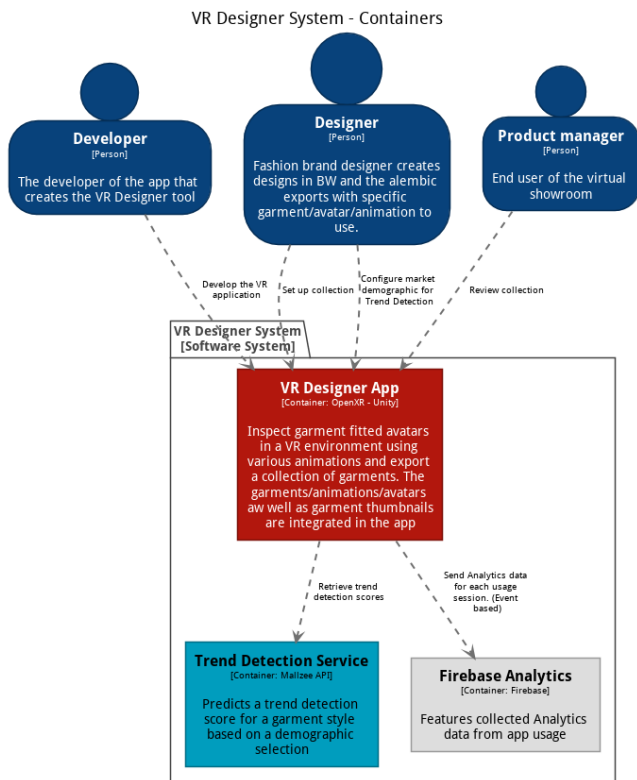 VR Designer System - Containers
Developer
[Person]
The developer of the app that
creates the VR Designer tool
Designer
[Person]
Fashion brand designer creates
designs in BW and the alembic
exports with specific
garment/avatar/animation to
use.
Product manager
[Person]
End user of the virtual
showroom
Develop the VR
application
Set up collection
Configure market
demographic for
Trend Detection
Review collection
VR Designer System
[Software System]
VR Designer App
[Container: OpenXR - Unity]
Inspect garment fitted avatars
in a VR environment using
various animations and export
a collection of garments. The
garments/animations/avatars
aw well as garment thumbnails
are integrated in the app
Retrieve trend
detection scores
Send Analytics data
for each usage
session. (Event
based)
Trend Detection Service
[Container: Mallzee API]
Predicts a trend detection
score for a garment style
based on a demographic
selection
Firebase Analytics
[Container: Firebase]
Features collected Analytics
data from app usage